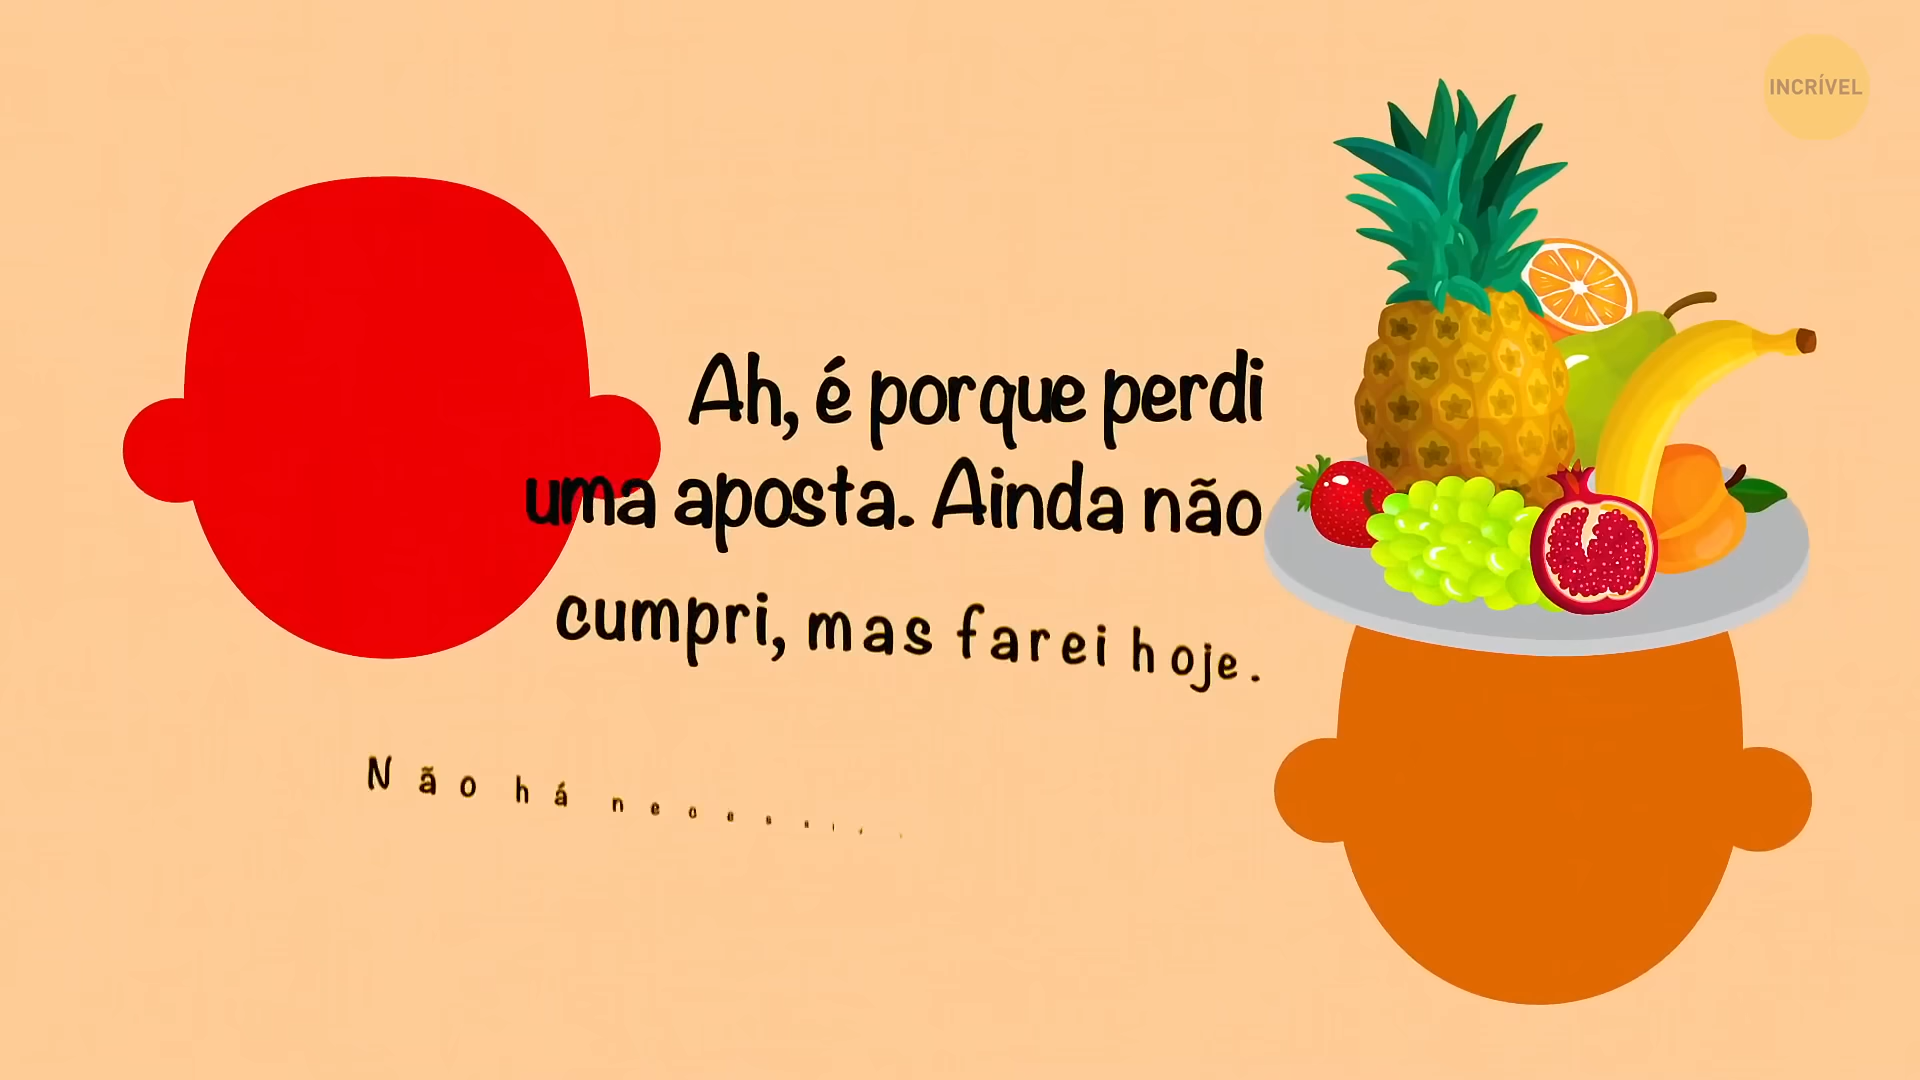 INCRÍVEL
Ah, é porque perdi
uma aposta. Ainda não
cumpri, mas farei hoje.
Não há